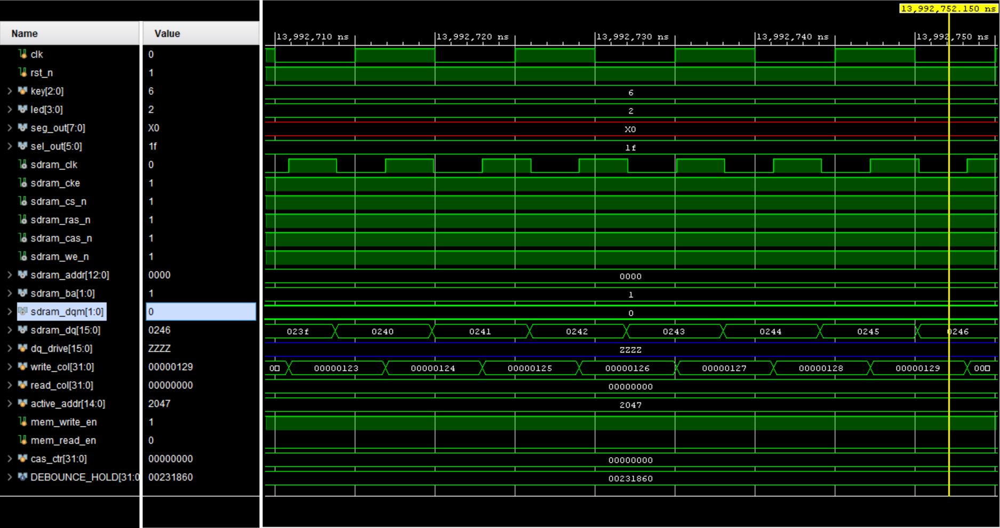 13,992,752.150 ns
Name Value
13,992,710 ns 13,992,720 ns 13,992,730 ns 13,992,740 ns 13,992,750 ns
clk 0
rst_n 1
key[2:0] 6 6
led[3:0] 2 2
seg_out[7:0] X0 X0
sel_out[5:0] 1f 1f
sdram_clk 0
sdram_cke 1
sdram_cs_n 1
sdram_ras_n 1
sdram_cas_n 1
sdram_we_n 1
sdram_addr[12:0] 0000 0000
sdram_ba[1:0] 1 1
sdram_dqm[1:0] 0 0
sdram_dq[15:0] 0246 023f 0240 0241 0242 0243 0244 0245 0246
dq_drive[15:0] ZZZZ ZZZZ
write_col[31:0] 00000129 00 00000123 00000124 00000125 00000126 00000127 00000128 00000129 000
read_col[31:0] 00000000 00000000
active_addr[14:0] 2047 2047
mem_write_en 1
mem_read_en 0
cas_ctr[31:0] 00000000 00000000
DEBOUNCE_HOLD[31:0 00231860 00231860